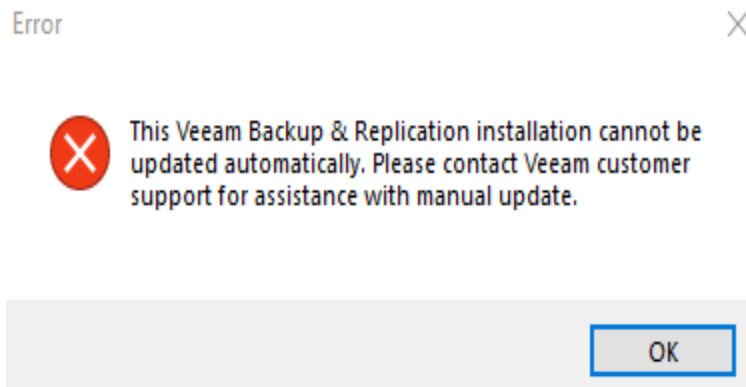 Error
This Veeam Backup & Replication installation cannot be
updated automatically. Please contact Veeam customer
support for assistance with manual update.
OK